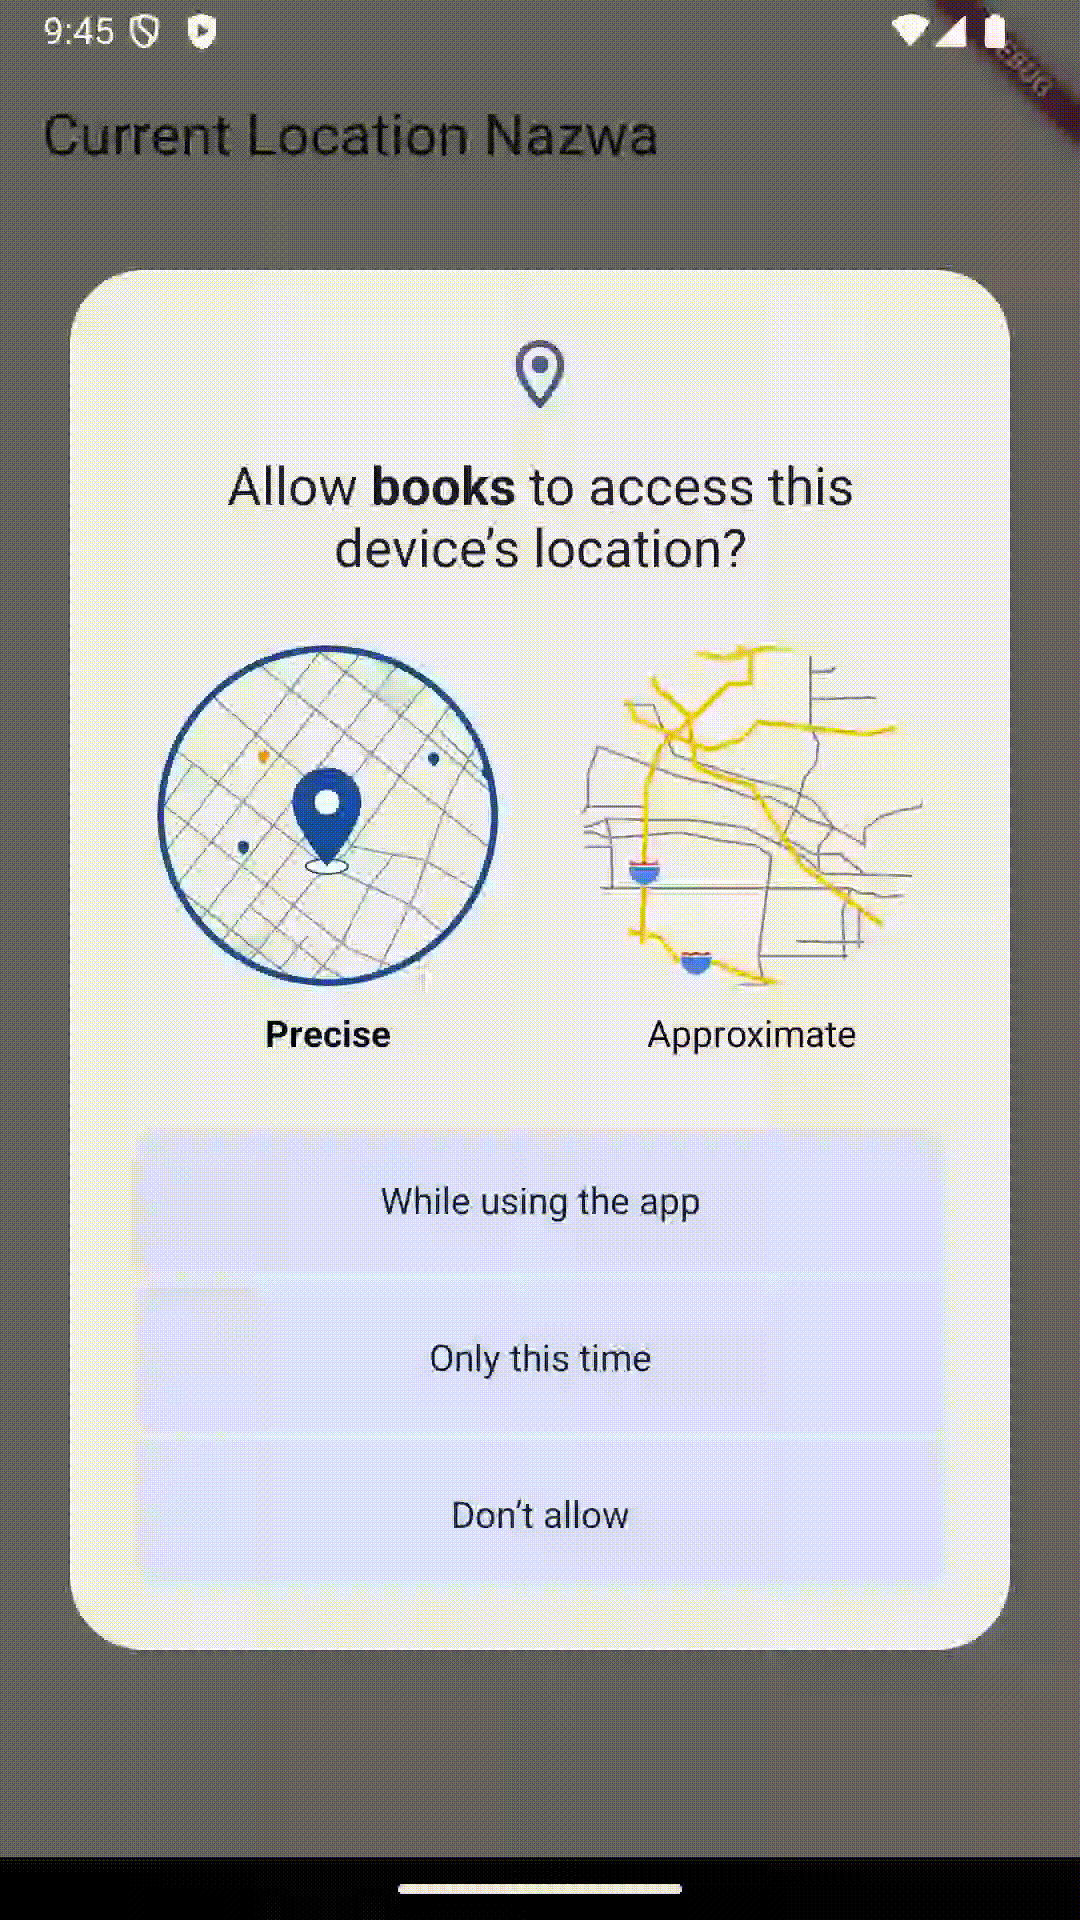 9:45
Current Location Nazwa
Allow books to access this
device's location?
Precise
Approximate
While using the app
Only this time
Don't allow